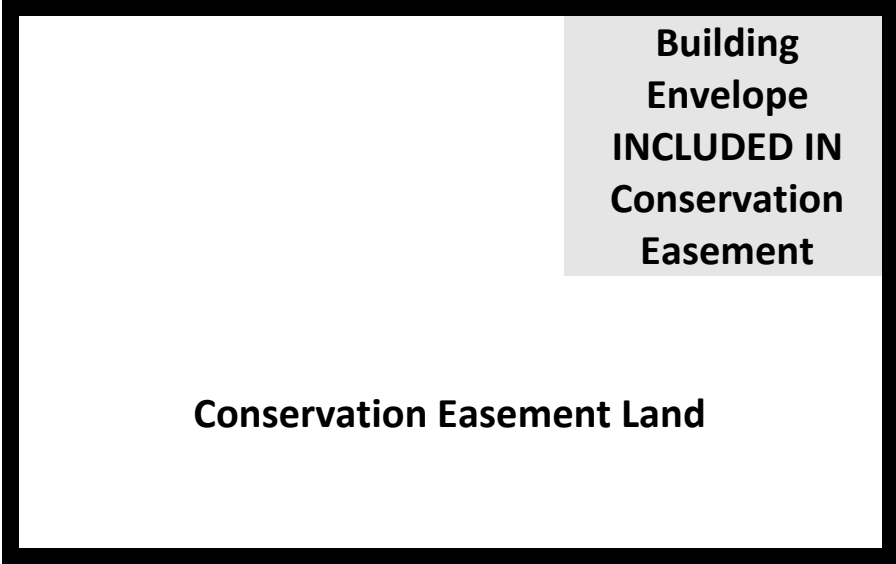 Building
Envelope
INCLUDED IN
Conservation
Easement
Conservation Easement Land